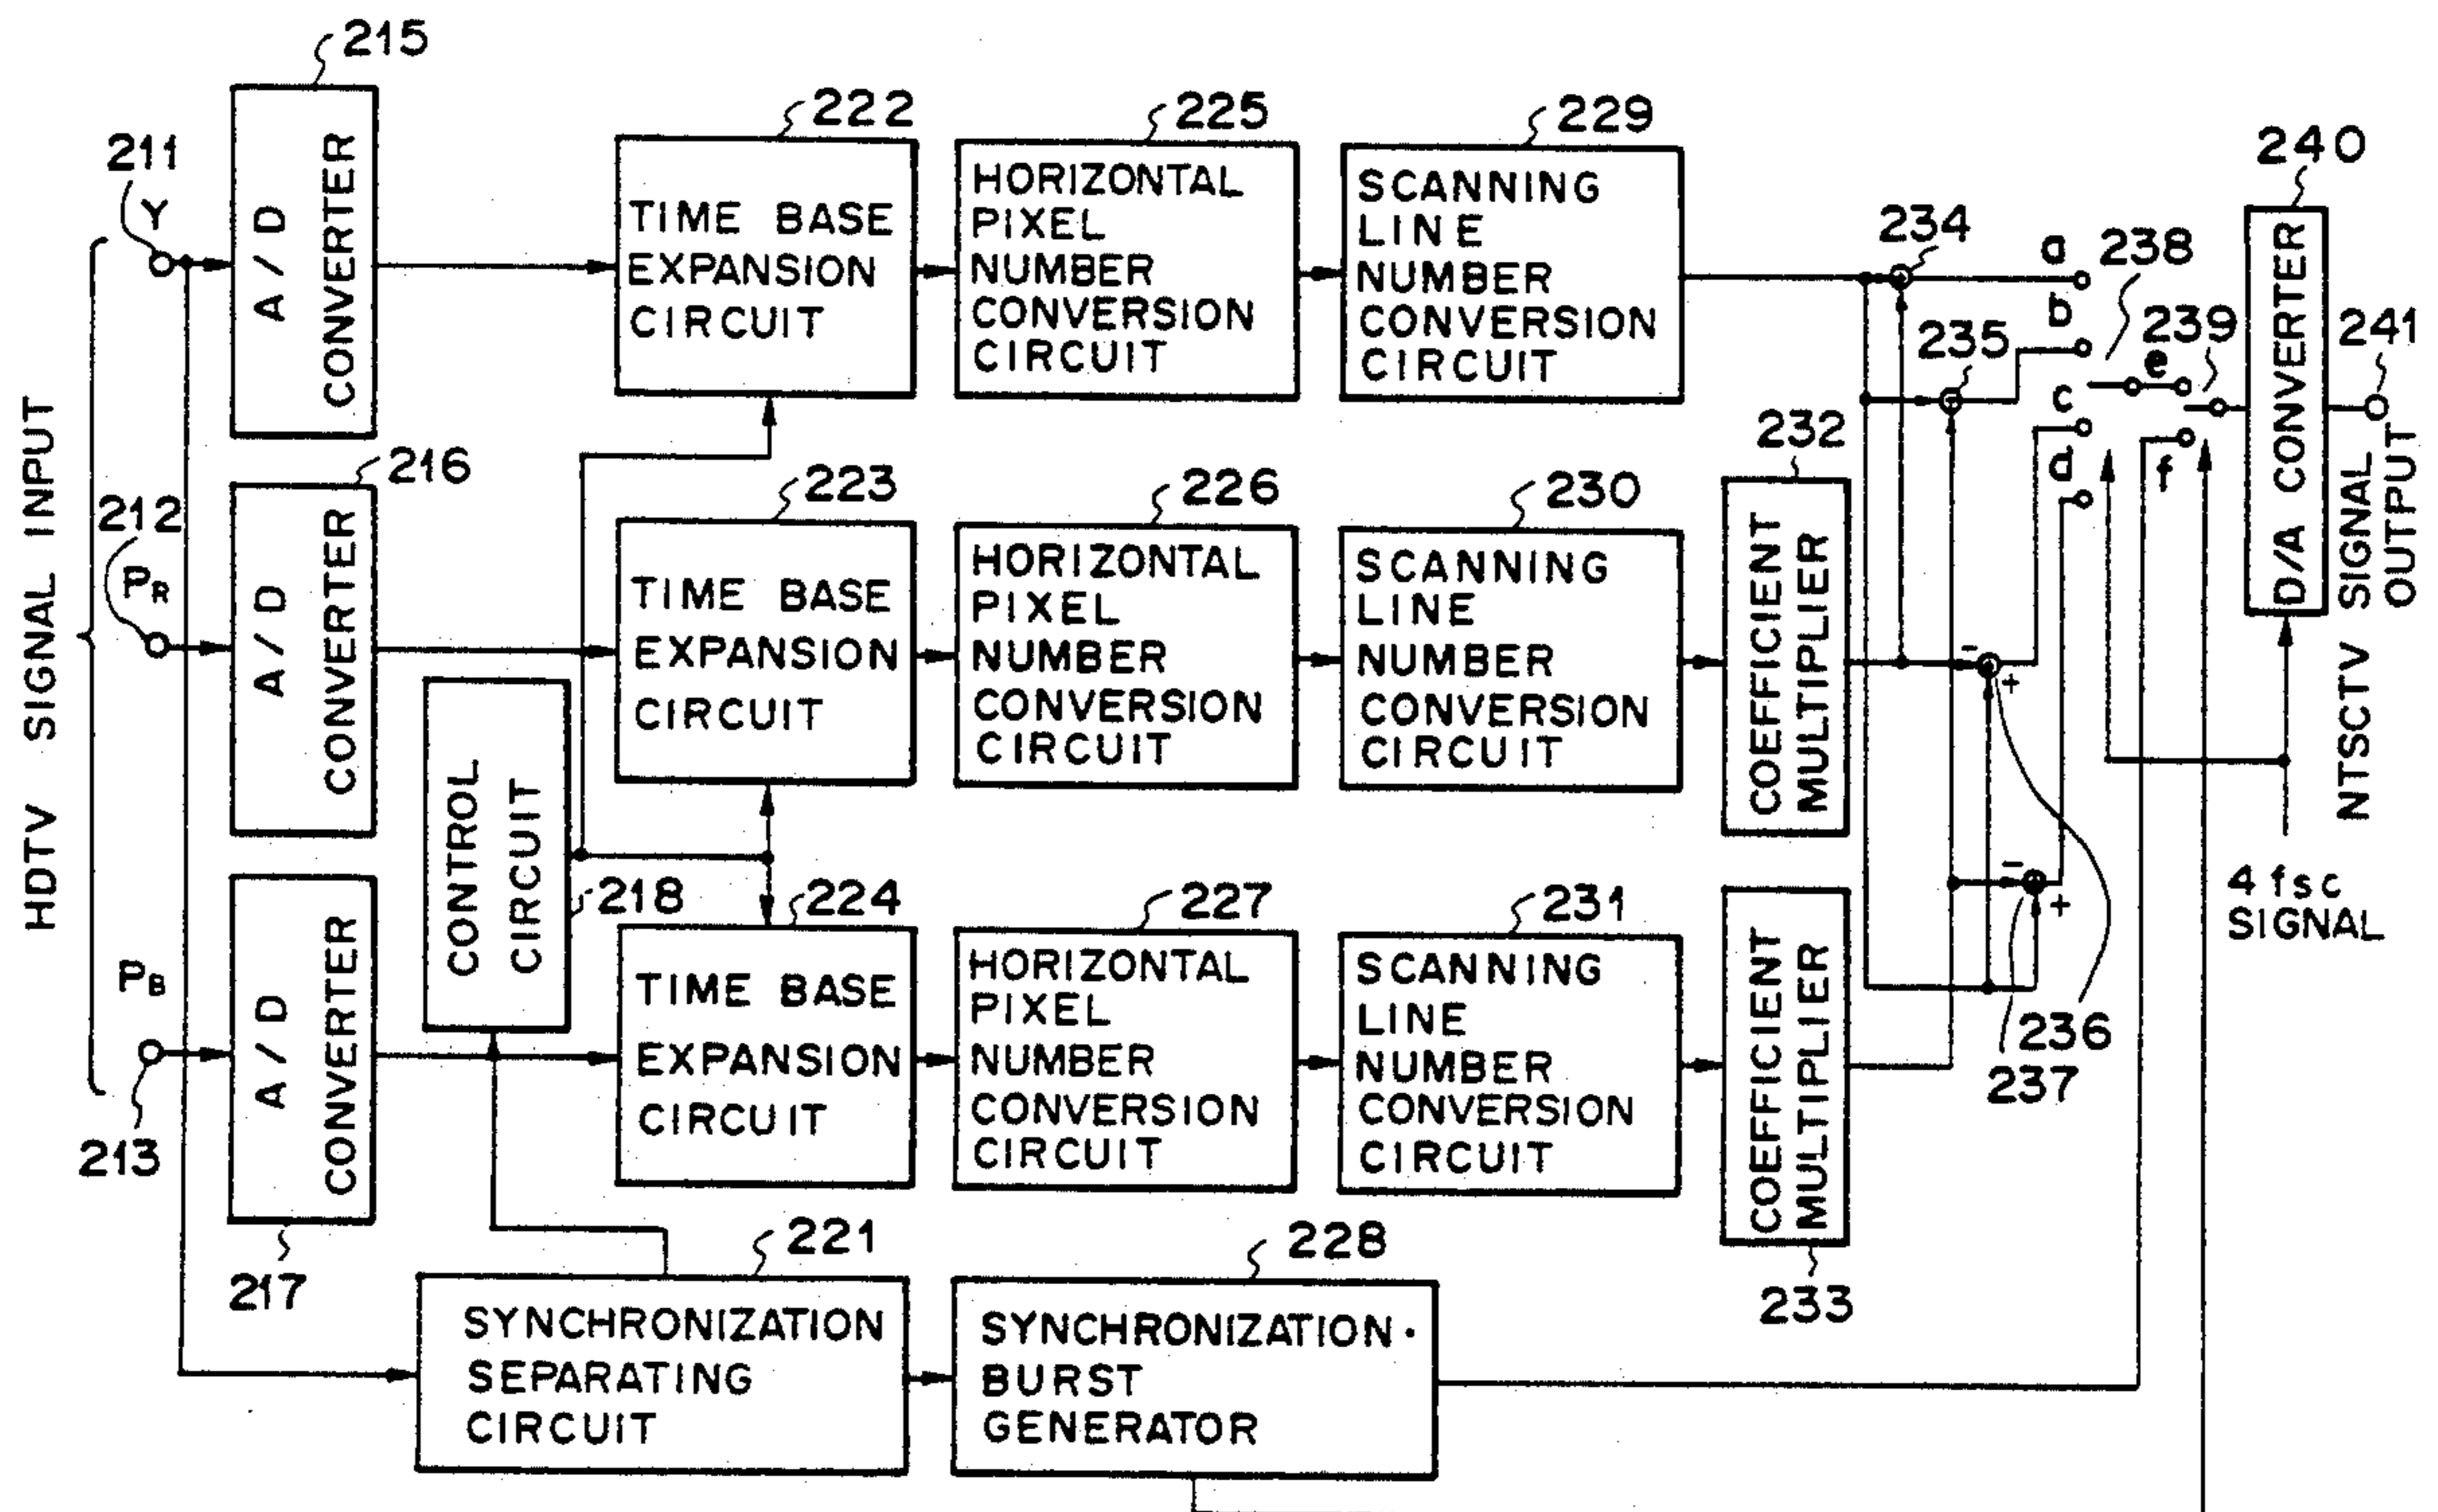 215
211
Y
A/D
CONVERTER
222
TIME BASE
EXPANSION
CIRCUIT
225
HORIZONTAL
PIXEL
NUMBER
CONVERSION
CIRCUIT
229
SCANNING
LINE
NUMBER
CONVERSION
CIRCUIT
234
235
a
b
c
d
238
e
239
f
240
D/A CONVERTER
241
NTSCTV SIGNAL
OUTPUT
HDTV SIGNAL INPUT
212
PR
216
A/D
CONVERTER
223
TIME BASE
EXPANSION
CIRCUIT
226
HORIZONTAL
PIXEL
NUMBER
CONVERSION
CIRCUIT
230
SCANNING
LINE
NUMBER
CONVERSION
CIRCUIT
232
COEFFICIENT
MULTIPLIER
-
+
CONTROL
CIRCUIT
218
4 fsc
SIGNAL
PB
213
A/D
CONVERTER
217
224
TIME BASE
EXPANSION
CIRCUIT
227
HORIZONTAL
PIXEL
NUMBER
CONVERSION
CIRCUIT
231
SCANNING
LINE
NUMBER
CONVERSION
CIRCUIT
COEFFICIENT
MULTIPLIER
233
-
+
236
237
221
SYNCHRONIZATION
SEPARATING
CIRCUIT
228
SYNCHRONIZATION·
BURST
GENERATOR